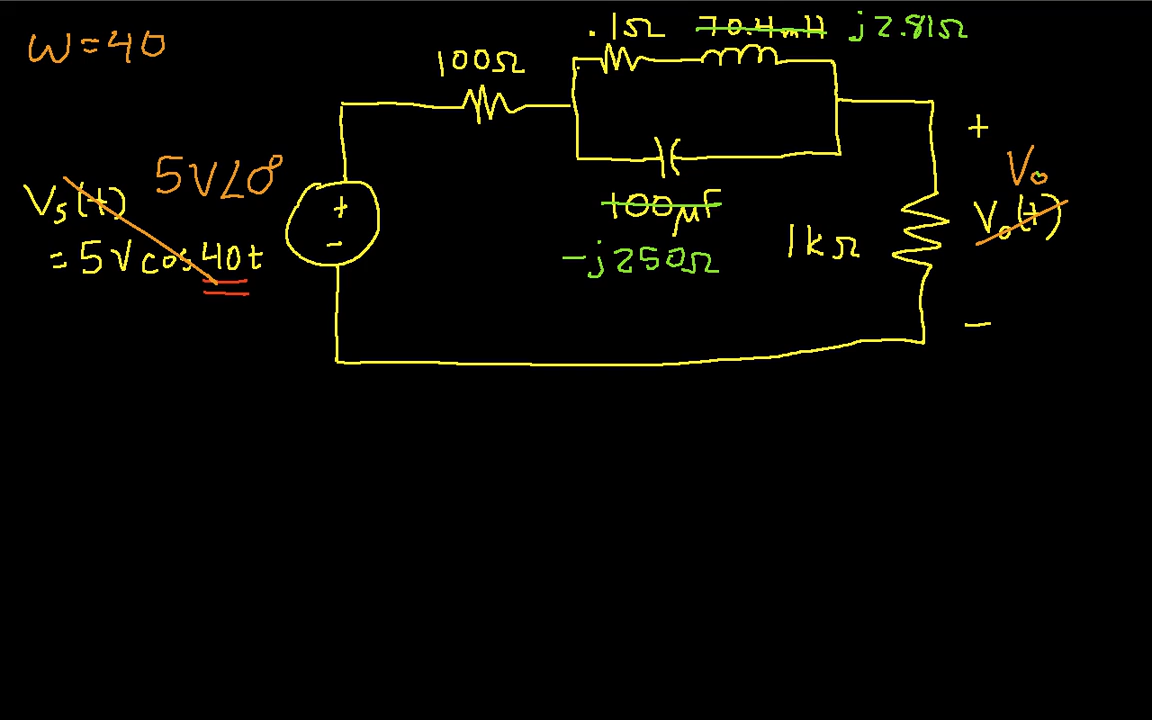 ω=40
.1Ω 70.4mH j2.81Ω
100Ω
+
5V∠0°
Vo
Vs(t)
+
Vo(t)
100μF
-
= 5V cos 40t
1kΩ
-j250Ω
-